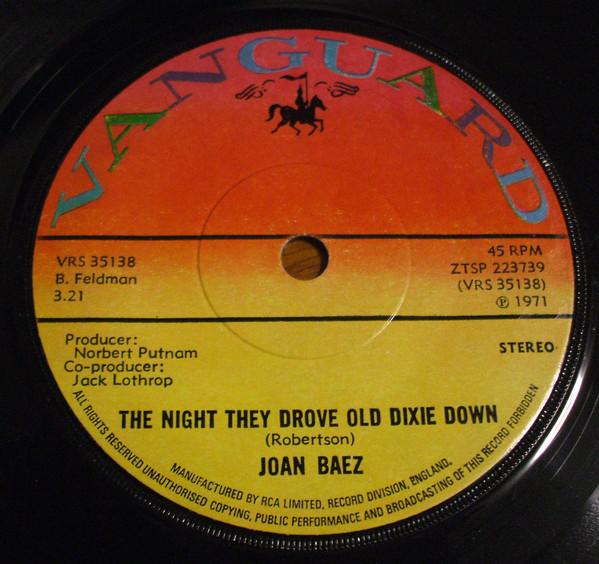 VANGUARD
VRS 35138
B. Feldman
3.21
45 RPM
ZTSP 223739
(VRS 35138)
℗ 1971
Producer:
Norbert Putnam
Co-producer:
Jack Lothrop
STEREO
THE NIGHT THEY DROVE OLD DIXIE DOWN
(Robertson)
JOAN BAEZ
MANUFACTURED BY RCA LIMITED, RECORD DIVISION, ENGLAND.
ALL RIGHTS RESERVED UNAUTHORISED COPYING, PUBLIC PERFORMANCE AND BROADCASTING OF THIS RECORD FORBIDDEN